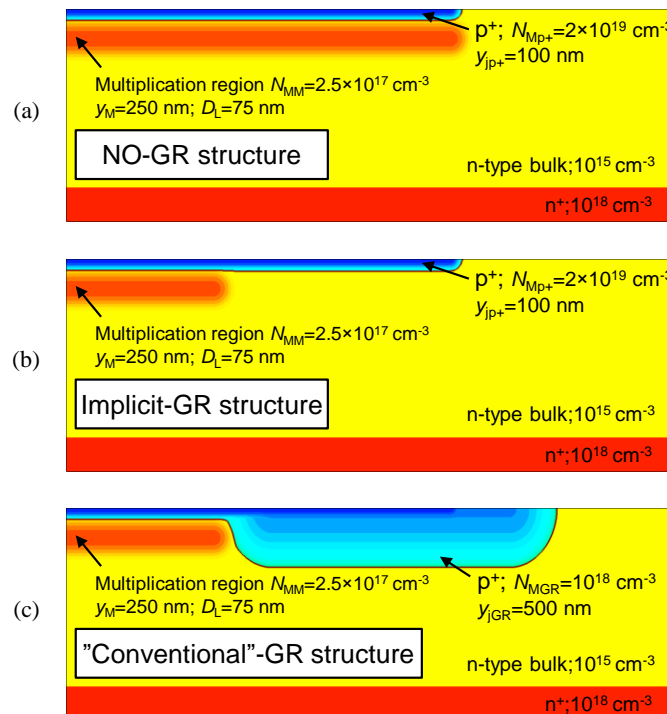 (a)
p⁺; N_Mp+=2×10¹⁹ cm⁻³
y_jp+=100 nm
Multiplication region N_MM=2.5×10¹⁷ cm⁻³
y_M=250 nm; D_L=75 nm
NO-GR structure
n-type bulk;10¹⁵ cm⁻³
n⁺;10¹⁸ cm⁻³
(b)
p⁺; N_Mp+=2×10¹⁹ cm⁻³
y_jp+=100 nm
Multiplication region N_MM=2.5×10¹⁷ cm⁻³
y_M=250 nm; D_L=75 nm
Implicit-GR structure
n-type bulk;10¹⁵ cm⁻³
n⁺;10¹⁸ cm⁻³
(c)
Multiplication region N_MM=2.5×10¹⁷ cm⁻³
y_M=250 nm; D_L=75 nm
p⁺; N_MGR=10¹⁸ cm⁻³
y_jGR=500 nm
”Conventional”-GR structure
n-type bulk;10¹⁵ cm⁻³
n⁺;10¹⁸ cm⁻³